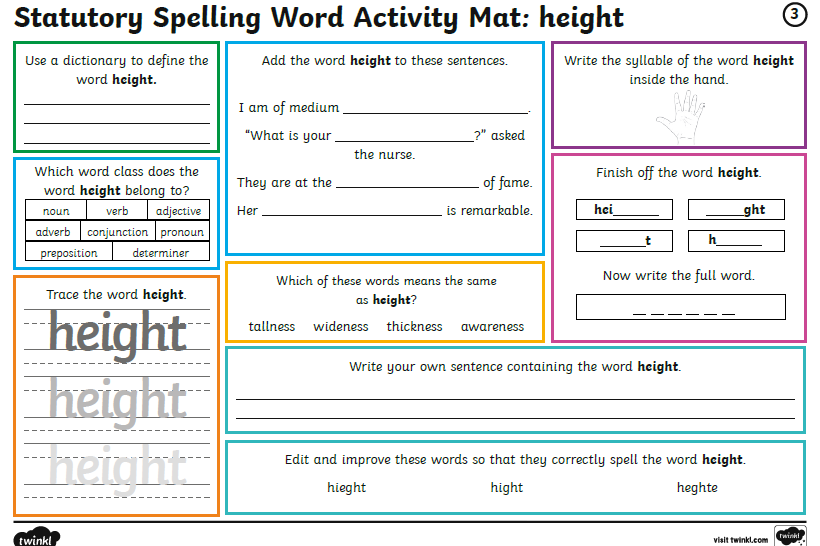 Statutory Spelling Word Activity Mat: height
3
Use a dictionary to define the
word height.
Which word class does the
word height belong to?
noun verb adjective
adverb conjunction pronoun
preposition determiner
Trace the word height.
height
height
height
Add the word height to these sentences.
I am of medium ____________________.
“What is your ____________________?” asked
the nurse.
They are at the ____________________ of fame.
Her ____________________ is remarkable.
Which of these words means the same
as height?
tallness wideness thickness awareness
Write the syllable of the word height
inside the hand.
Finish off the word height.
hei_______ ______ght
_______t h_______
Now write the full word.
_ _ _ _ _ _
Write your own sentence containing the word height.
Edit and improve these words so that they correctly spell the word height.
hieght hight heghte
twinkl
visit twinkl.com
twinkl